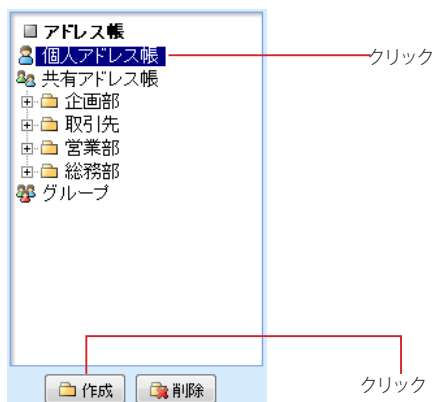 アドレス帳
個人アドレス帳
クリック
共有アドレス帳
企画部
取引先
営業部
総務部
グループ
作成
削除
クリック